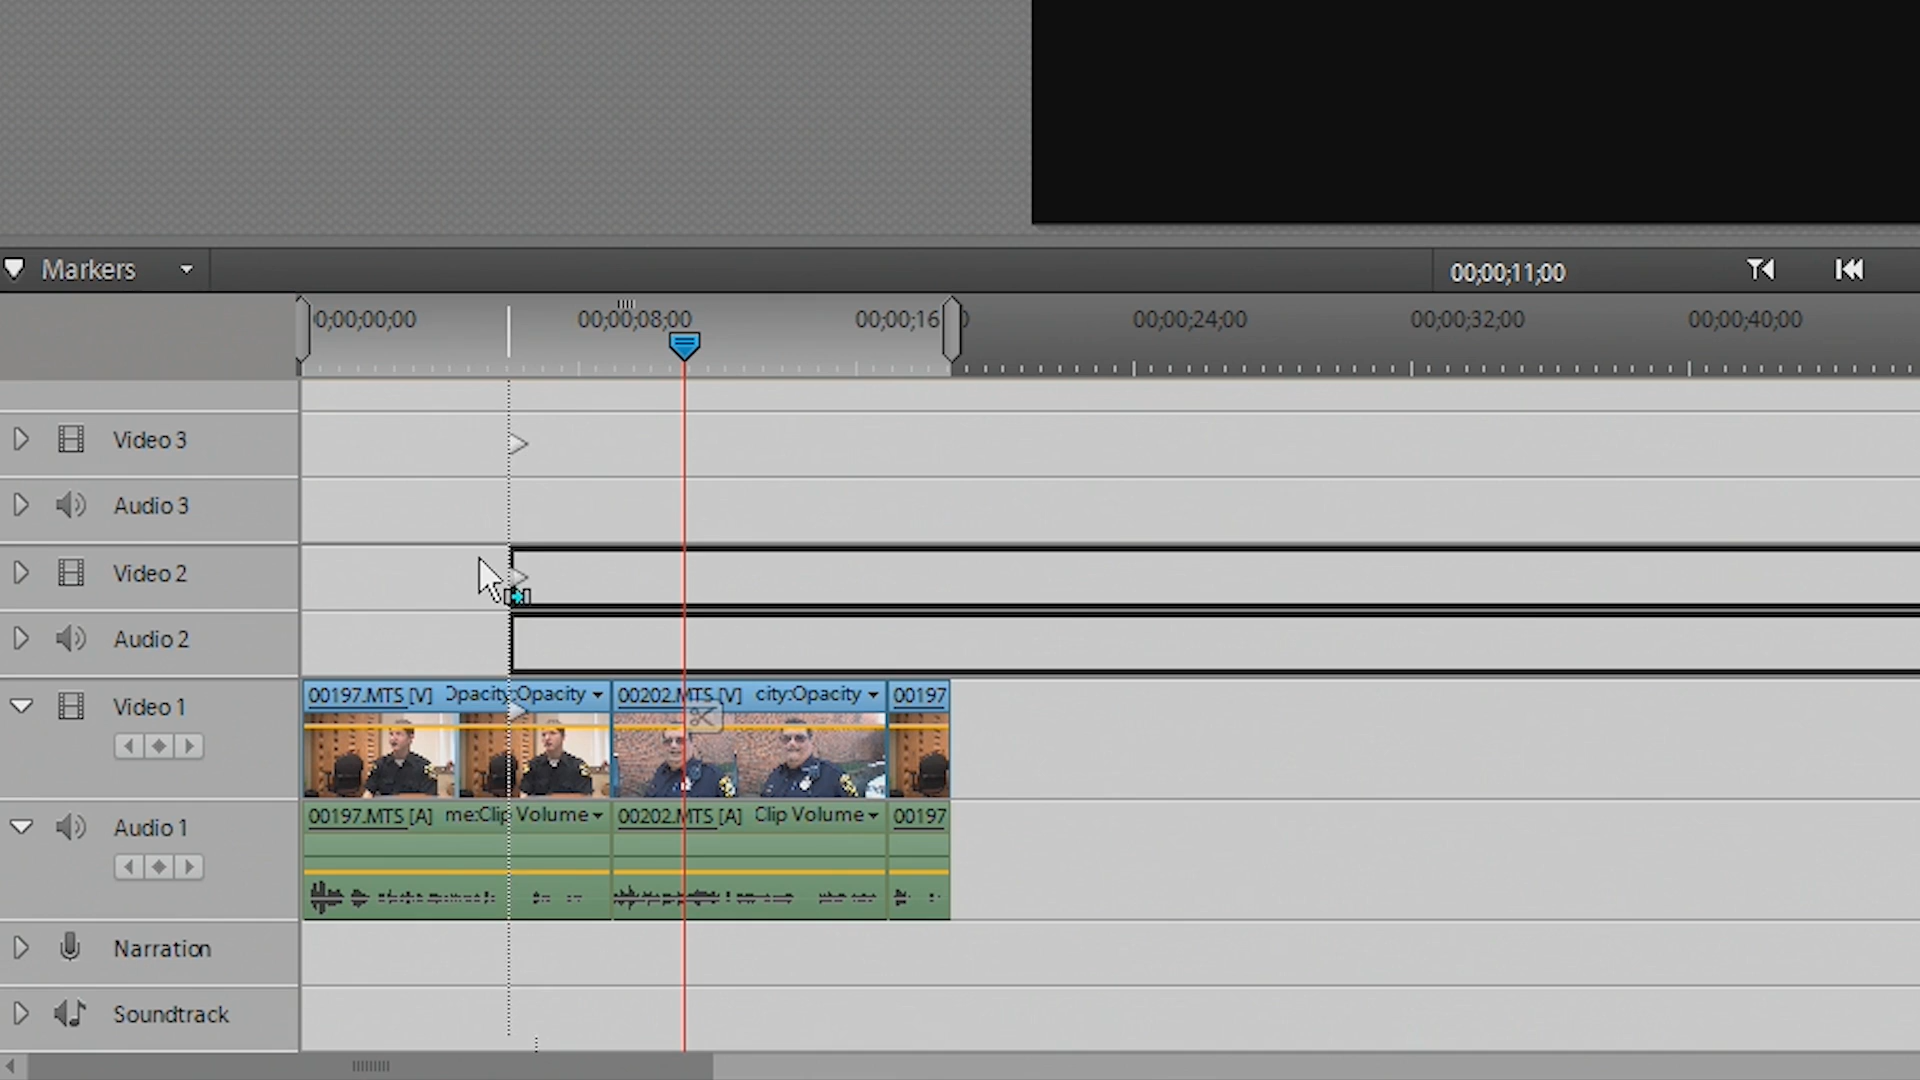 Markers
00;00;11;00
0;00;00;00 00;00;08;00 00;00;16 00;00;24;00 00;00;32;00 00;00;40;00
Video 3
Audio 3
Video 2
Audio 2
Video 1
00197.MTS [V] Opacity:Opacity 00202.MTS [V] city:Opacity 00197
Audio 1
00197.MTS [A] me:Clip Volume 00202.MTS [A] Clip Volume 00197
Narration
Soundtrack